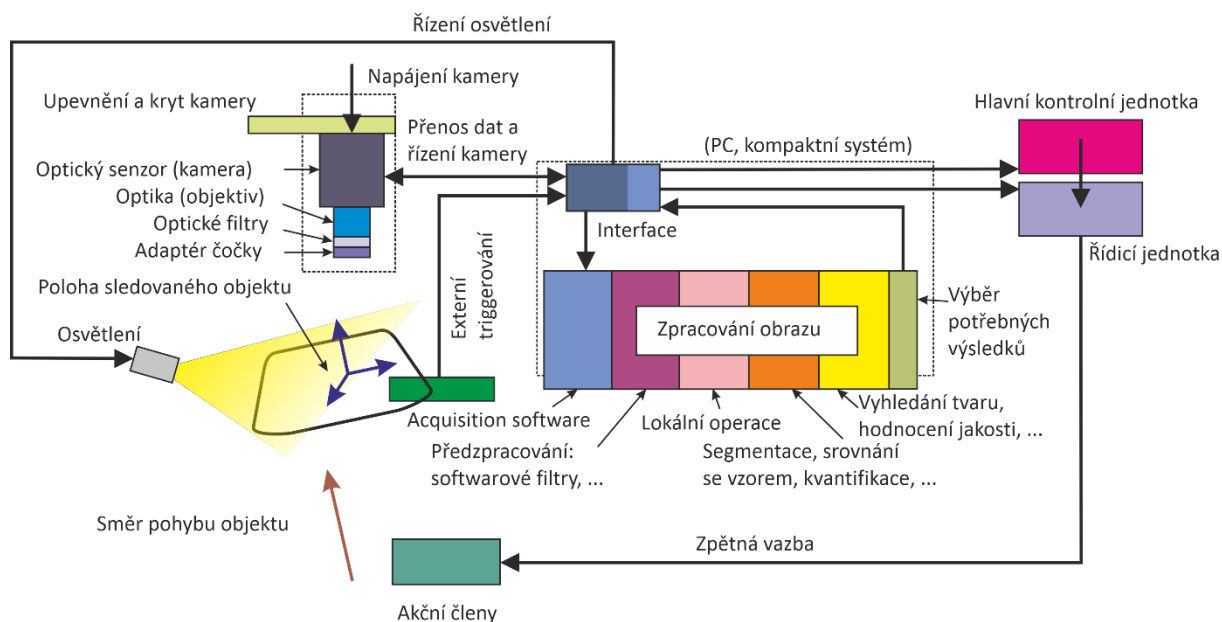 Řízení osvětlení
Napájení kamery
Upevnění a kryt kamery
Hlavní kontrolní jednotka
Přenos dat a
řízení kamery
(PC, kompaktní systém)
Optický senzor (kamera)
Optika (objektiv)
Optické filtry
Adaptér čočky
Interface
Řídicí jednotka
Poloha sledovaného objektu
Externí
triggerování
Osvětlení
Zpracování obrazu
Výběr
potřebných
výsledků
Acquisition software
Lokální operace
Vyhledání tvaru,
hodnocení jakosti, ...
Předzpracování:
softwarové filtry, ...
Segmentace, srovnání
se vzorem, kvantifikace, ...
Směr pohybu objektu
Zpětná vazba
Akční členy